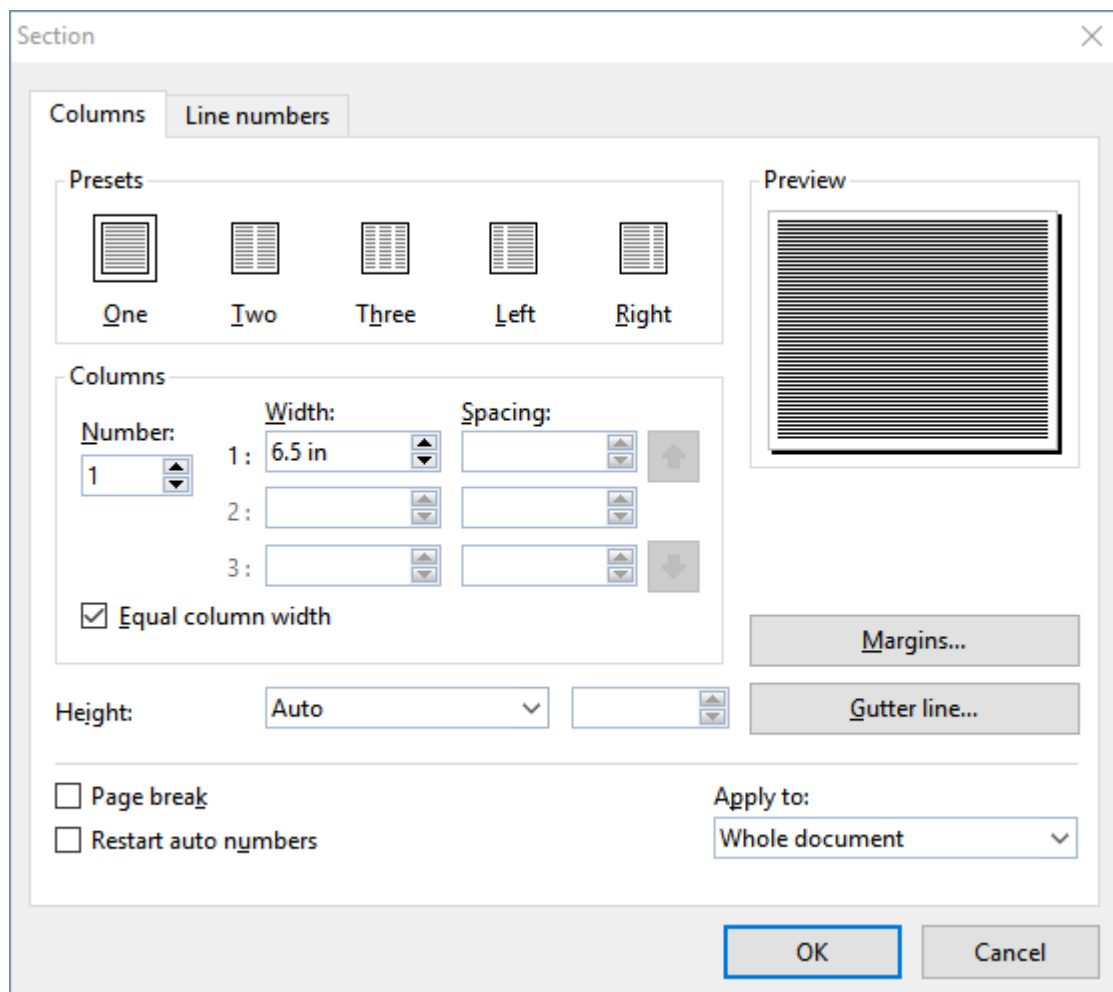 Section
Columns
Line numbers
Presets
One
Two
Three
Left
Right
Preview
Columns
Number:
Width:
Spacing:
1
1:
6.5 in
2:
3:
Equal column width
Margins...
Height:
Auto
Gutter line...
Page break
Restart auto numbers
Apply to:
Whole document
OK
Cancel